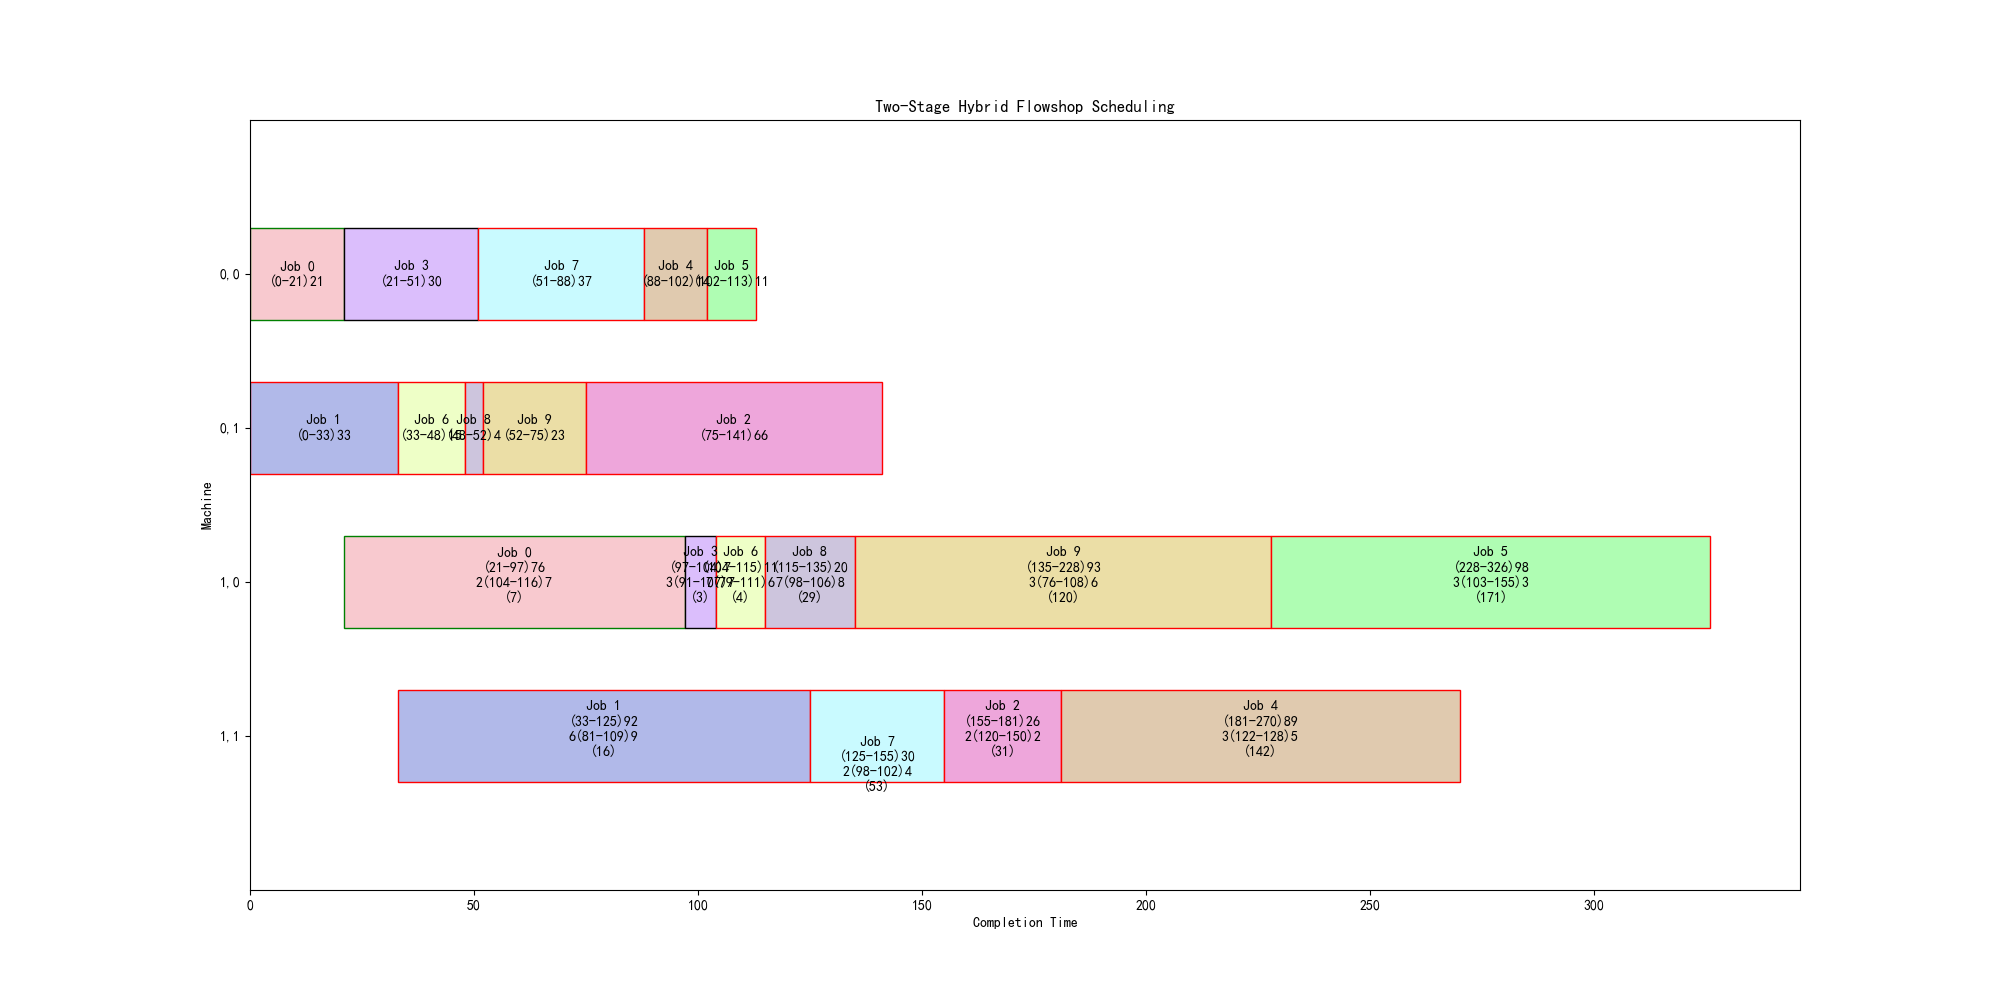 Two-Stage Hybrid Flowshop Scheduling
Machine
0,0
Job 0
(0-21)21
Job 3
(21-51)30
Job 7
(51-88)37
Job 4
(88-102)14
Job 5
(102-113)11
0,1
Job 1
(0-33)33
Job 6
(33-48)15
Job 8
(48-52)4
Job 9
(52-75)23
Job 2
(75-141)66
1,0
Job 0
(21-97)76
2(104-116)7
(7)
Job 3
(97-104)7
(3)
Job 6
(104-115)11
(4)
Job 8
(115-135)20
7(98-106)8
(29)
Job 9
(135-228)93
3(76-108)6
(120)
Job 5
(228-326)98
3(103-155)3
(171)
1,1
Job 1
(33-125)92
6(81-109)9
(16)
Job 7
(125-155)30
2(98-102)4
(53)
Job 2
(155-181)26
2(120-150)2
(31)
Job 4
(181-270)89
3(122-128)5
(142)
0
50
100
150
200
250
300
Completion Time